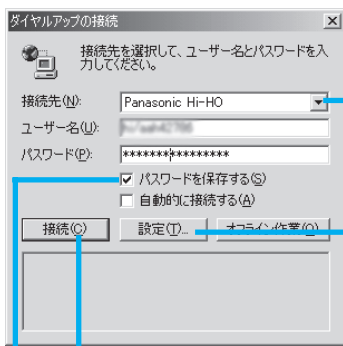 ダイヤルアップの接続
接続先を選択して、ユーザー名とパスワードを入
力してください。
接続先(N): Panasonic Hi-HO
ユーザー名(U):
パスワード(P): ****************
パスワードを保存する(S)
自動的に接続する(A)
接続(C) 設定(T)... オフライン作業(O)